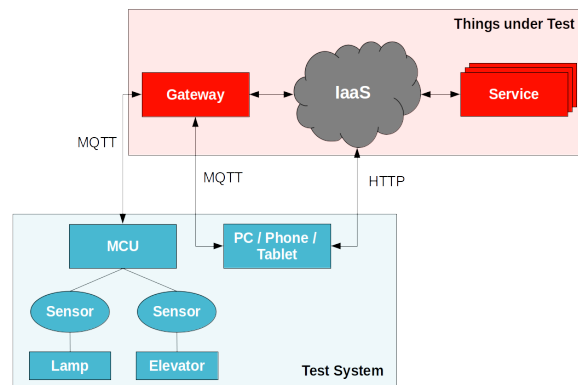 Things under Test
Gateway
IaaS
Service
MQTT
MQTT
HTTP
MCU
PC / Phone /
Tablet
Sensor
Sensor
Lamp
Elevator
Test System